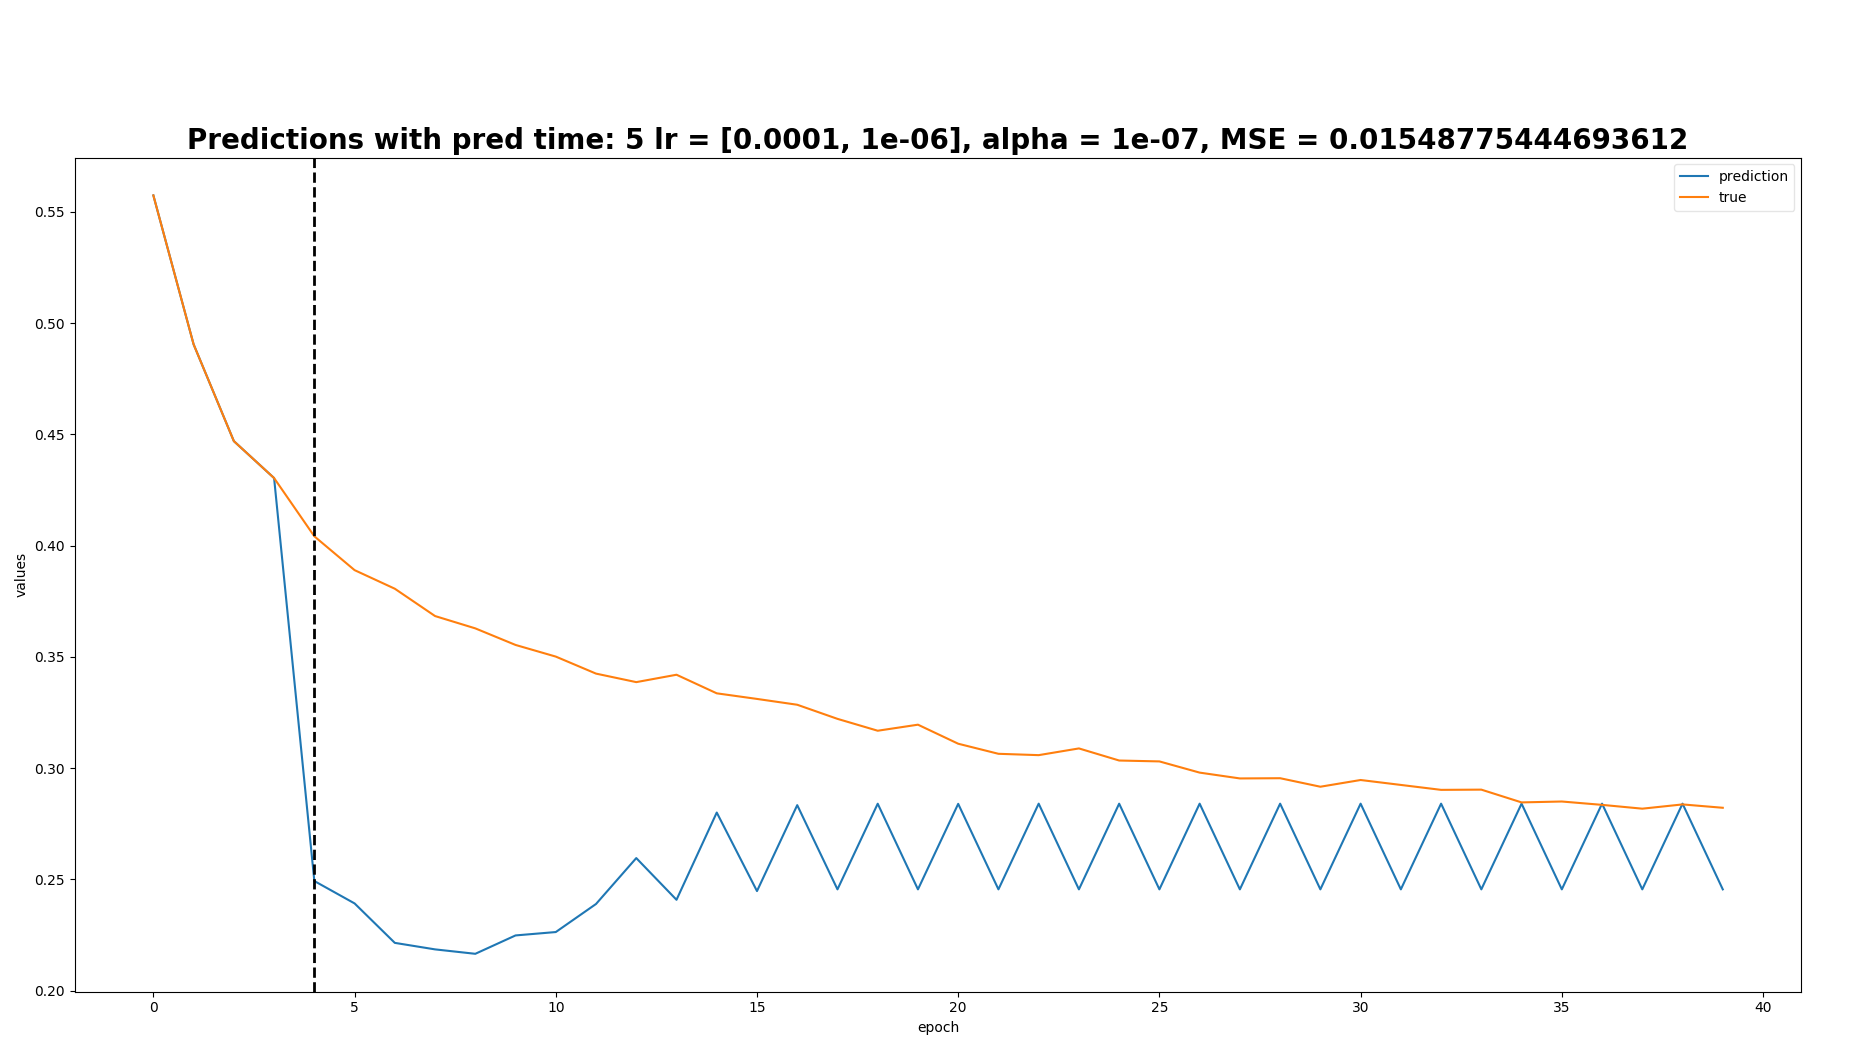 Predictions with pred time: 5 lr = [0.0001, 1e-06], alpha = 1e-07, MSE = 0.01548775444693612
prediction
true
0.55
0.50
0.45
0.40
0.35
0.30
0.25
0.20
values
0 5 10 15 20 25 30 35 40
epoch